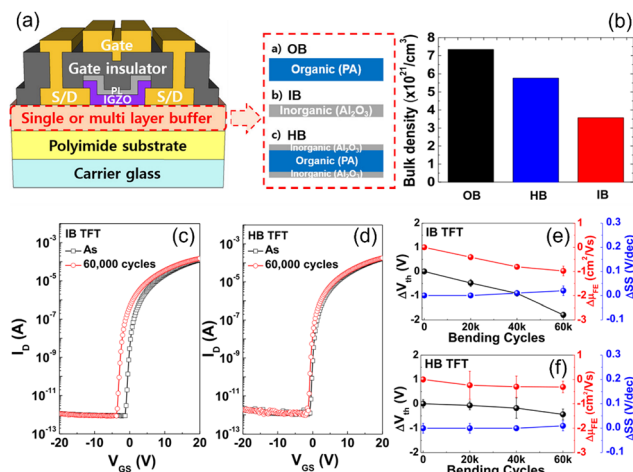 (a)
Gate
Gate insulator
PL
S/D
IGZO
S/D
Single or multi layer buffer
Polyimide substrate
Carrier glass
a) OB
Organic (PA)
b) IB
Inorganic (Al2O3)
c) HB
Inorganic (Al2O3)
Organic (PA)
Inorganic (Al2O3)
(b)
Bulk density (x10²¹/cm³)
8
7
6
5
4
3
2
1
0
OB
HB
IB
IB TFT
(c)
As
60,000 cycles
I_D (A)
10⁻³
10⁻⁵
10⁻⁷
10⁻⁹
10⁻¹¹
10⁻¹³
-20
-10
0
10
20
V_GS (V)
HB TFT
(d)
As
60,000 cycles
I_D (A)
10⁻³
10⁻⁵
10⁻⁷
10⁻⁹
10⁻¹¹
10⁻¹³
-20
-10
0
10
20
V_GS (V)
IB TFT
(e)
ΔV_th (V)
2
1
0
-1
-2
0
20k
40k
60k
Bending Cycles
1
0
-1
-2
-3
Δμ_FE (cm²/Vs)
0.3
0.2
0.1
0.0
-0.1
ΔSS (V/dec)
HB TFT
(f)
ΔV_th (V)
2
1
0
-1
-2
0
20k
40k
60k
Bending Cycles
1
0
-1
-2
-3
Δμ_FE (cm²/Vs)
0.3
0.2
0.1
0.0
-0.1
ΔSS (V/dec)